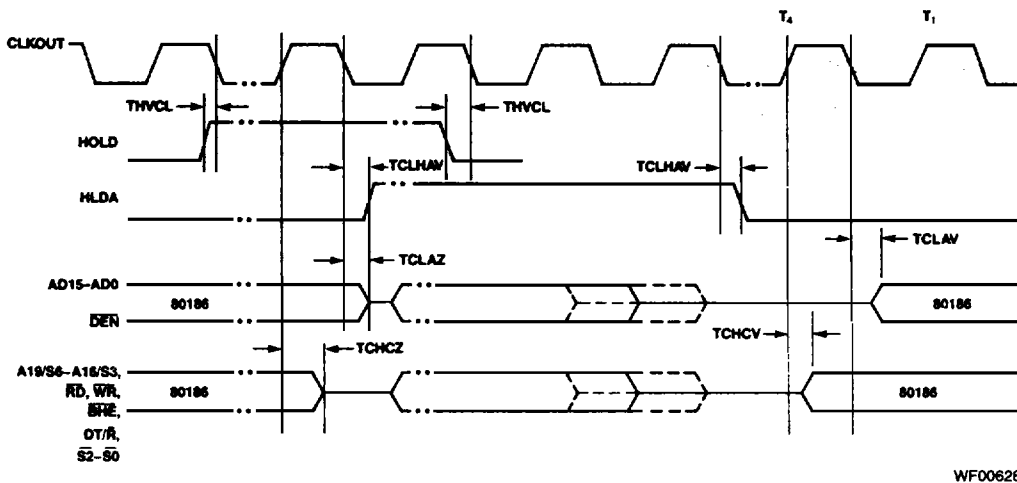 T4 T1
CLKOUT
THVCL THVCL
HOLD
TCLHAV TCLHAV
HLDA
TCLAV
TCLAZ
AD15-AD0
80186 80186
DEN
TCHCV
TCHCZ
A19/S6-A16/S3,
RD, WR, 80186 80186
BHE,
DT/R,
S2-S0
WF00628